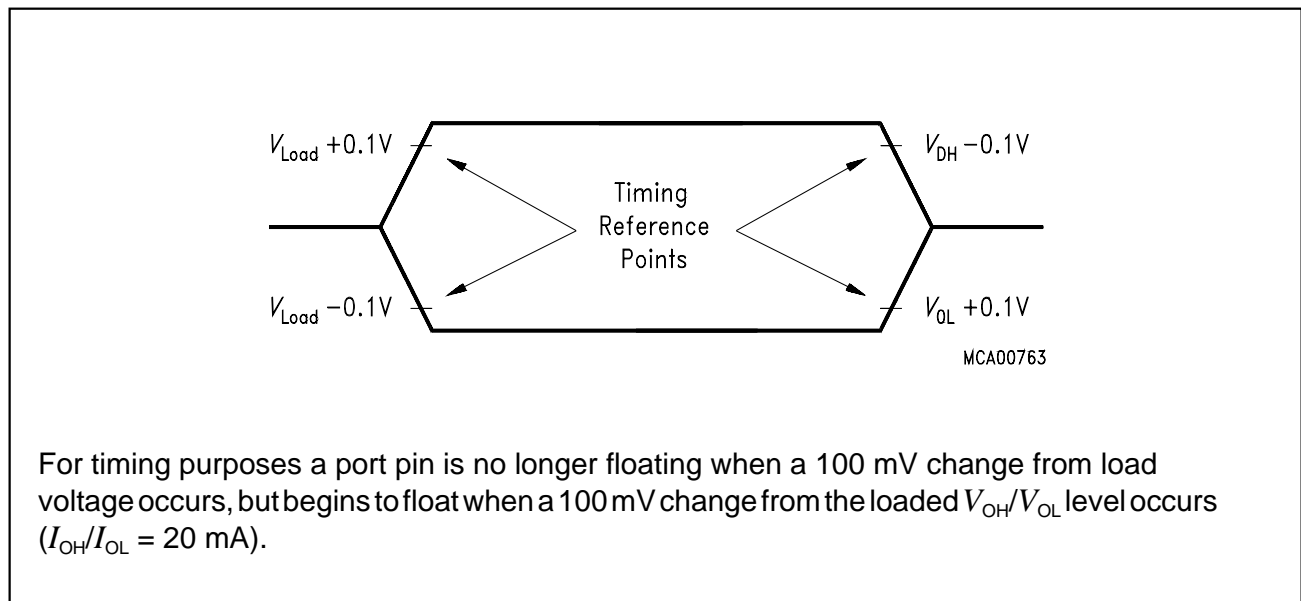 V_Load +0.1V
V_DH −0.1V
Timing
Reference
Points
V_Load −0.1V
V_OL +0.1V
MCA00763
For timing purposes a port pin is no longer floating when a 100 mV change from load
voltage occurs, but begins to float when a 100 mV change from the loaded V_OH/V_OL level occurs
(I_OH/I_OL = 20 mA).